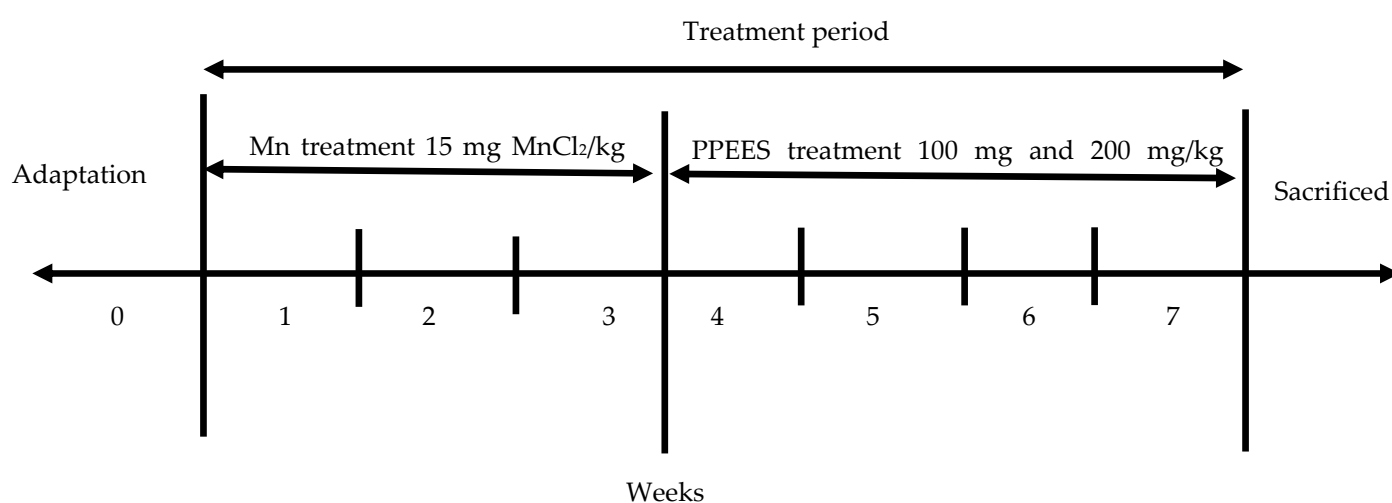 Treatment period
Mn treatment 15 mg MnCl₂/kg
PPEES treatment 100 mg and 200 mg/kg
Adaptation
Sacrificed
0 1 2 3 4 5 6 7
Weeks